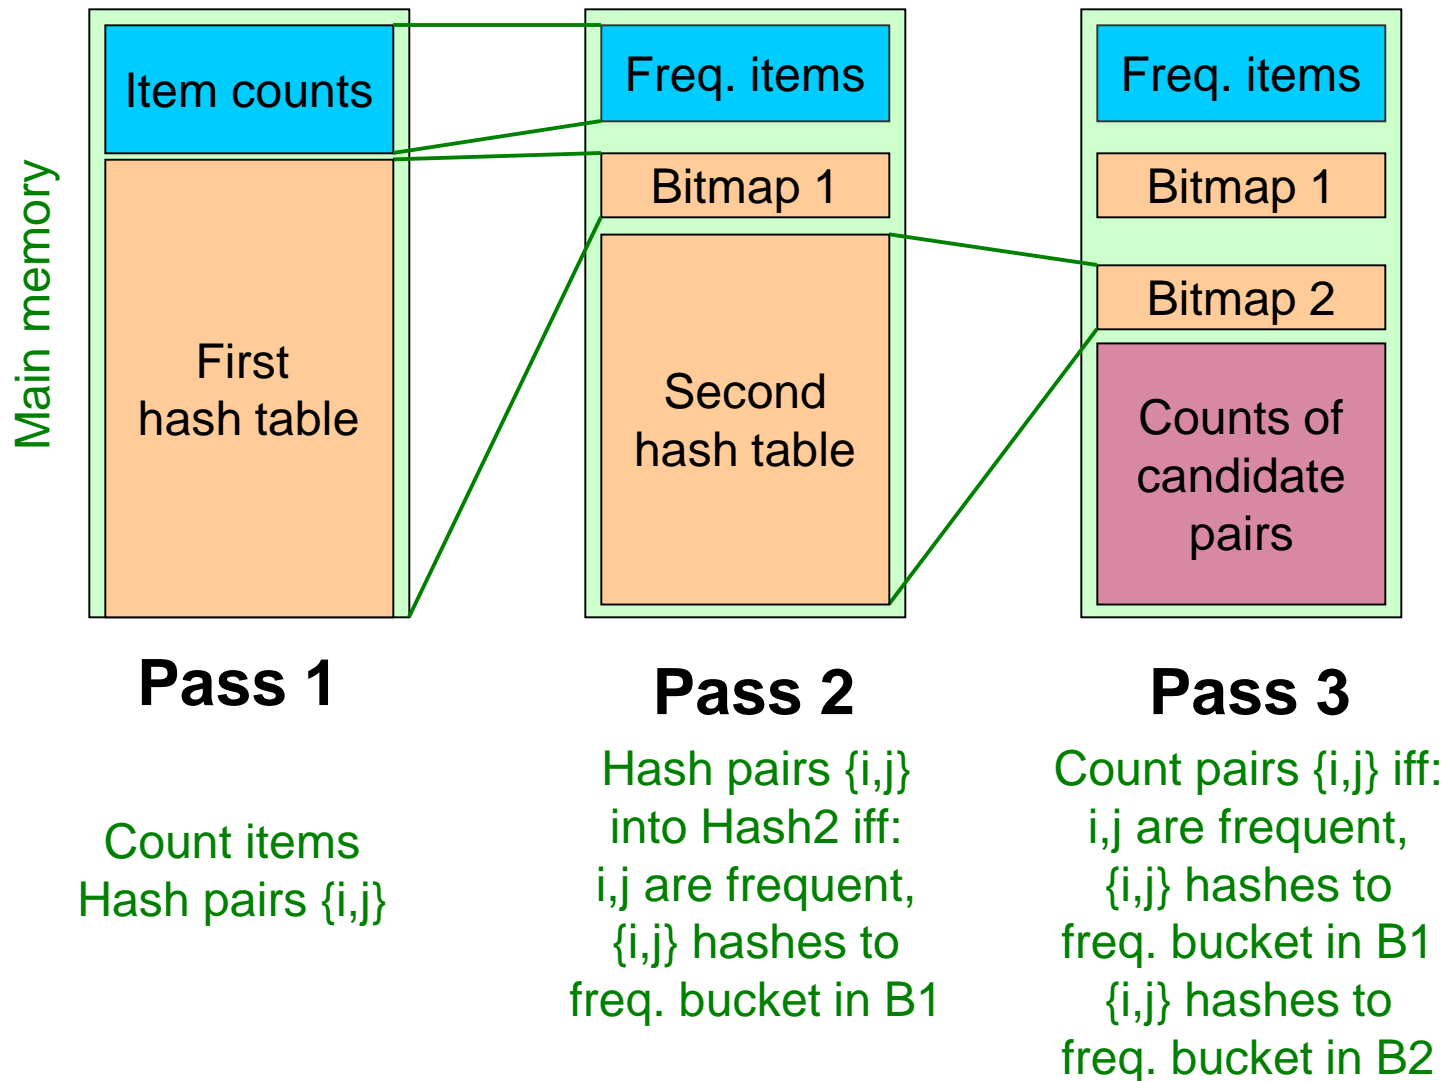 Main memory
Item counts
First
hash table
Pass 1
Count items
Hash pairs {i,j}
Freq. items
Bitmap 1
Second
hash table
Pass 2
Hash pairs {i,j}
into Hash2 iff:
i,j are frequent,
{i,j} hashes to
freq. bucket in B1
Freq. items
Bitmap 1
Bitmap 2
Counts of
candidate
pairs
Pass 3
Count pairs {i,j} iff:
i,j are frequent,
{i,j} hashes to
freq. bucket in B1
{i,j} hashes to
freq. bucket in B2